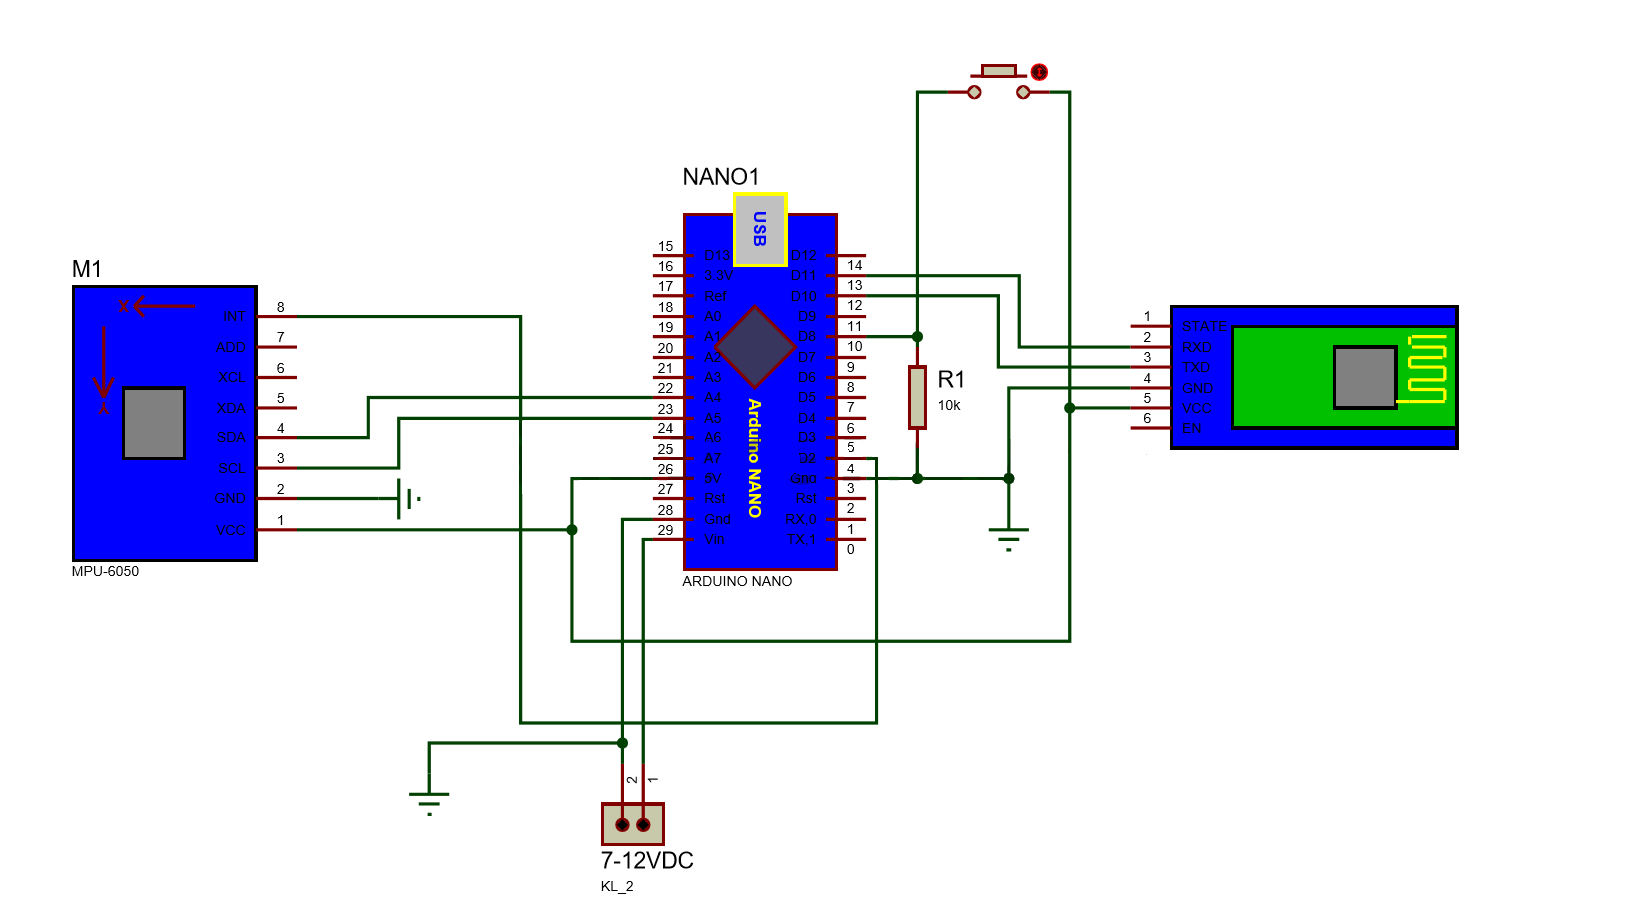 NANO1
USB
15 D13
16 3.3V
17 Ref
18 A0
19 A1
20 A2
21 A3
22 A4
23 A5
24 A6
25 A7
26 5V
27 Rst
28 Gnd
29 Vin
D12 14
D11 13
D10 12
D9 11
D8 10
D7 9
D6 8
D5 7
D4 6
D3 5
D2 4
Gnd 3
Rst 2
RX,0 1
TX,1 0
Arduino NANO
ARDUINO NANO
M1
X
X
INT 8
ADD 7
XCL 6
XDA 5
SDA 4
SCL 3
GND 2
VCC 1
MPU-6050
R1
10k
1 STATE
2 RXD
3 TXD
4 GND
5 VCC
6 EN
2 1
7-12VDC
KL_2